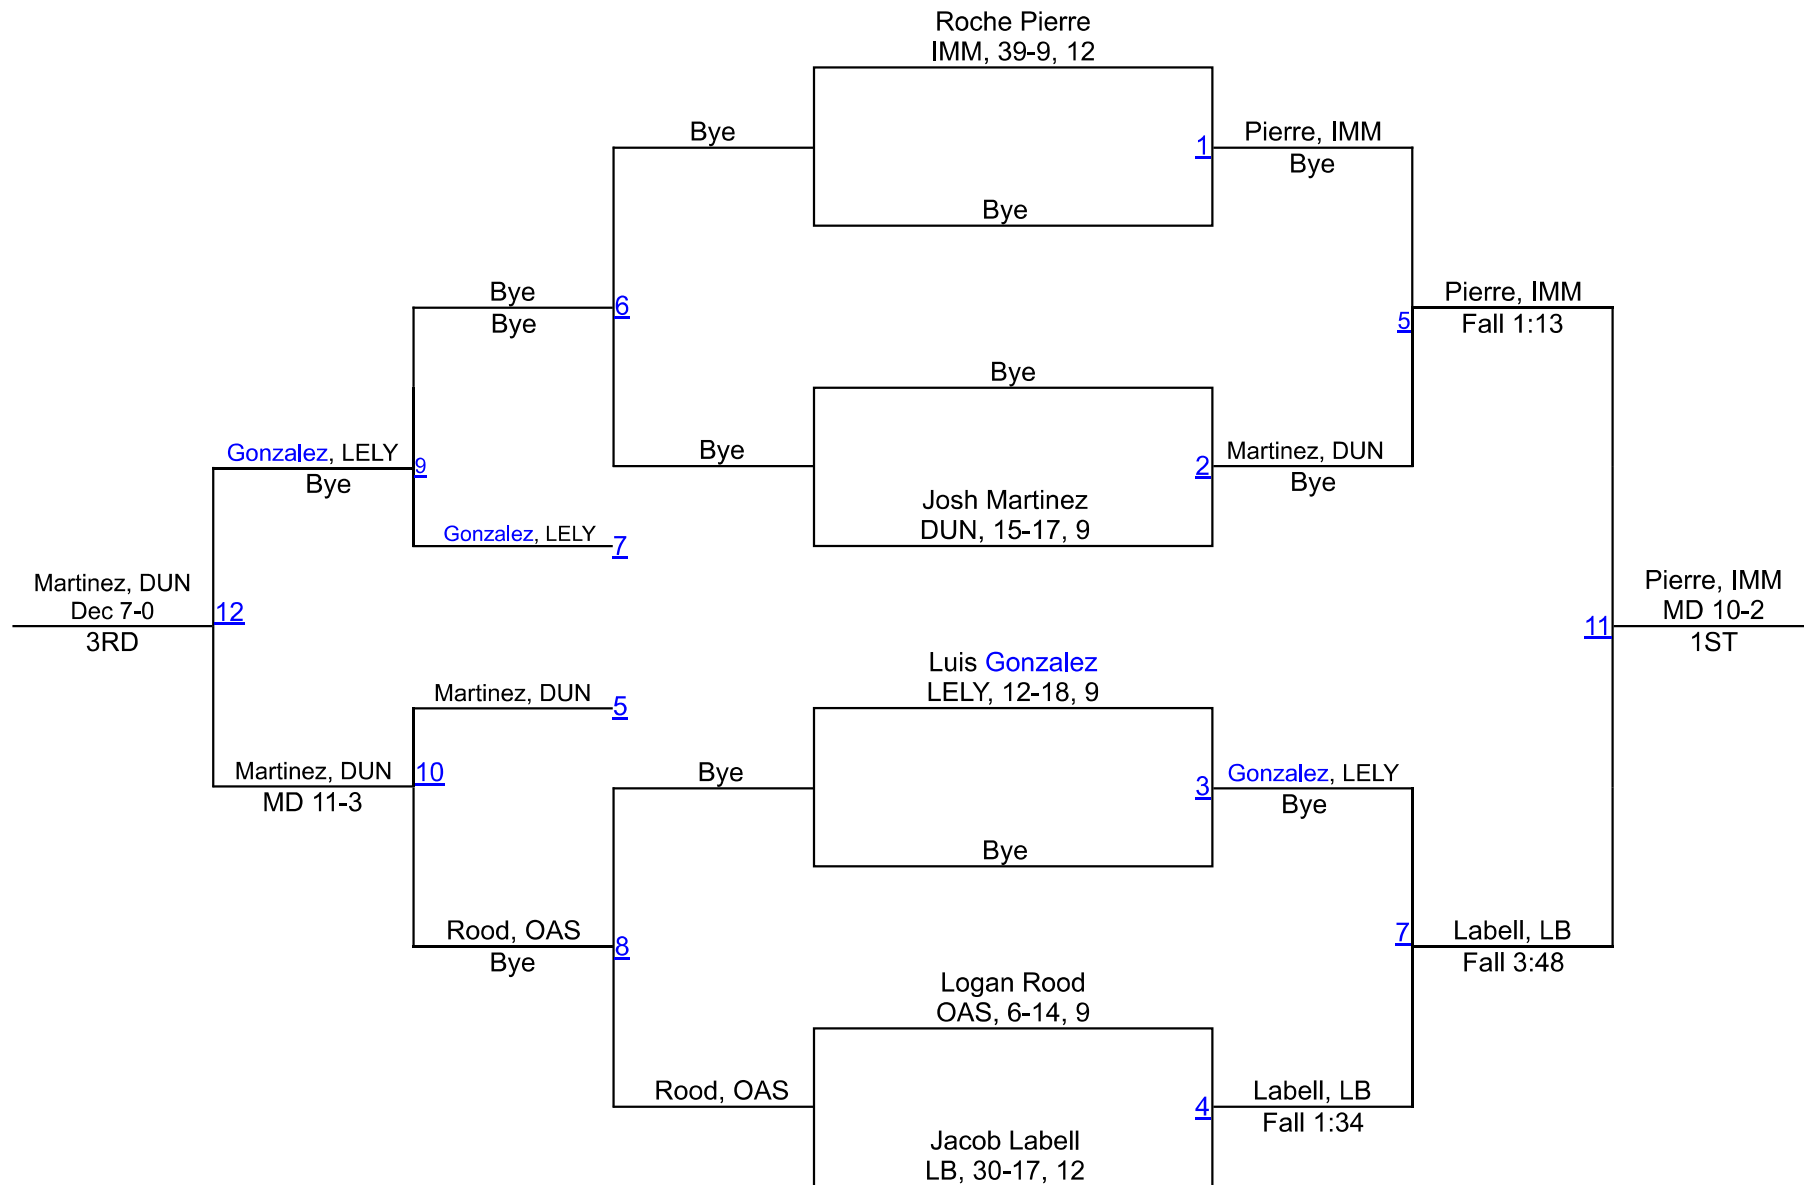 Roche Pierre
IMM, 39-9, 12
Bye
1
Pierre, IMM
Bye
Bye
Bye
Bye
6
5
Pierre, IMM
Fall 1:13
Bye
Gonzalez, LELY
Bye
9
Bye
2
Martinez, DUN
Bye
Josh Martinez
DUN, 15-17, 9
Gonzalez, LELY
7
Martinez, DUN
Dec 7-0
3RD
12
11
Pierre, IMM
MD 10-2
1ST
Luis Gonzalez
LELY, 12-18, 9
Martinez, DUN
5
Martinez, DUN
MD 11-3
10
Bye
3
Gonzalez, LELY
Bye
Bye
Rood, OAS
Bye
8
7
Labell, LB
Fall 3:48
Logan Rood
OAS, 6-14, 9
Rood, OAS
4
Labell, LB
Fall 1:34
Jacob Labell
LB, 30-17, 12